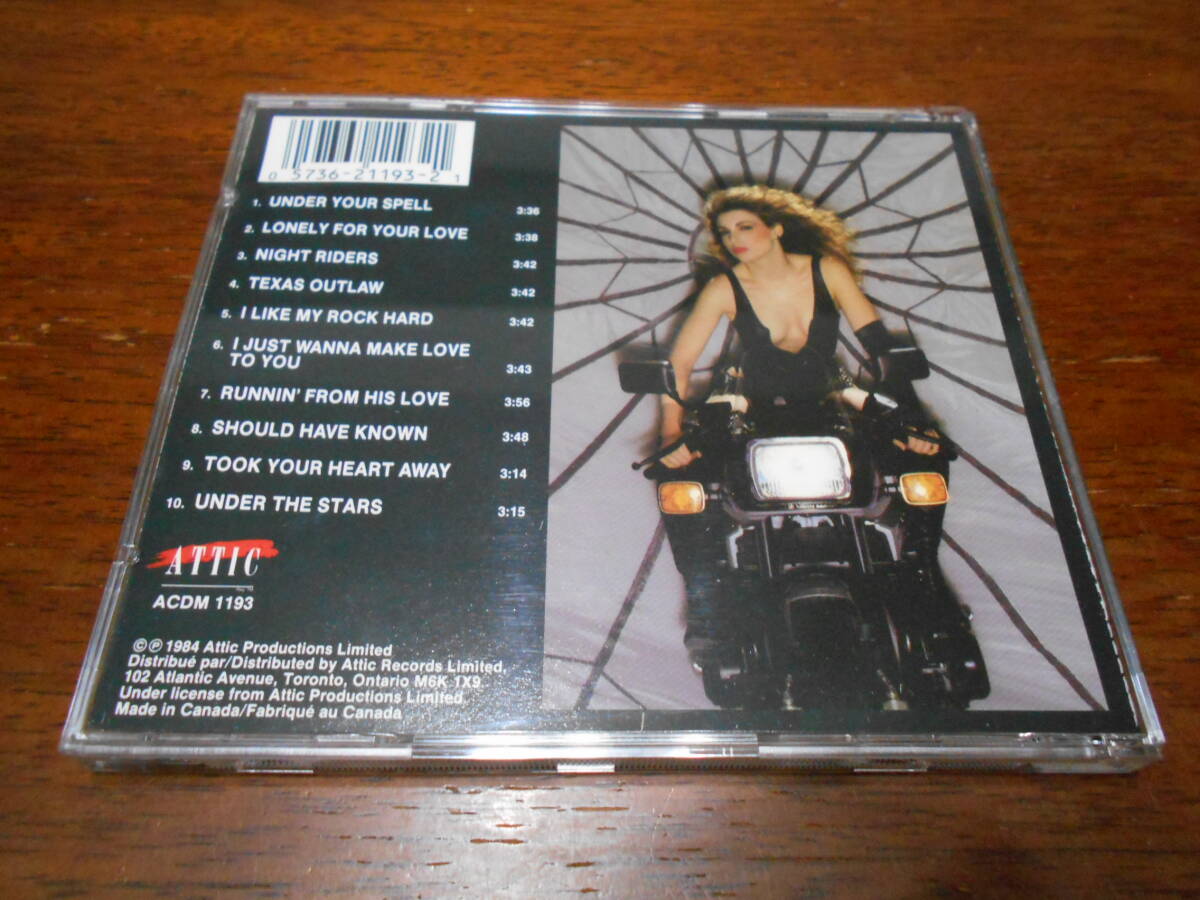 0 5736-21193-2 1
1. UNDER YOUR SPELL 3:36
2. LONELY FOR YOUR LOVE 3:38
3. NIGHT RIDERS 3:42
4. TEXAS OUTLAW 3:42
5. I LIKE MY ROCK HARD 3:42
6. I JUST WANNA MAKE LOVE
TO YOU 3:43
7. RUNNIN' FROM HIS LOVE 3:56
8. SHOULD HAVE KNOWN 3:48
9. TOOK YOUR HEART AWAY 3:14
10. UNDER THE STARS 3:15
ATTIC
ACDM 1193
©℗ 1984 Attic Productions Limited
Distribué par/Distributed by Attic Records Limited,
102 Atlantic Avenue, Toronto, Ontario M6K 1X9
Under license from Attic Productions Limited
Made in Canada/Fabriqué au Canada